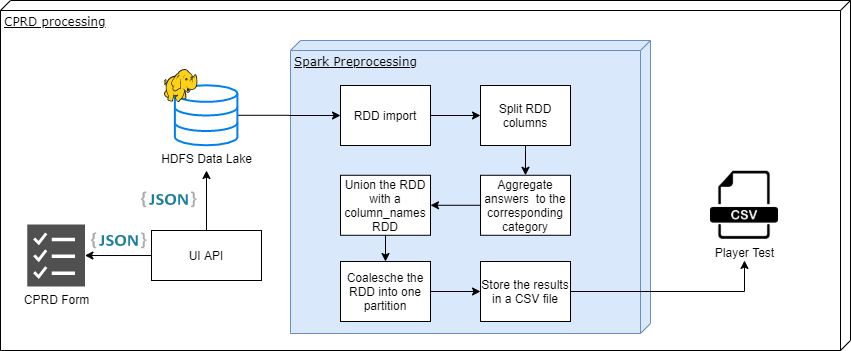 CPRD processing
Spark Preprocessing
RDD import
Split RDD
columns
HDFS Data Lake
Union the RDD
with a
column_names
RDD
Aggregate
answers to the
corresponding
category
{JSON}
{JSON}
UI API
CPRD Form
Coalesche the
RDD into one
partition
Store the results
in a CSV file
CSV
Player Test